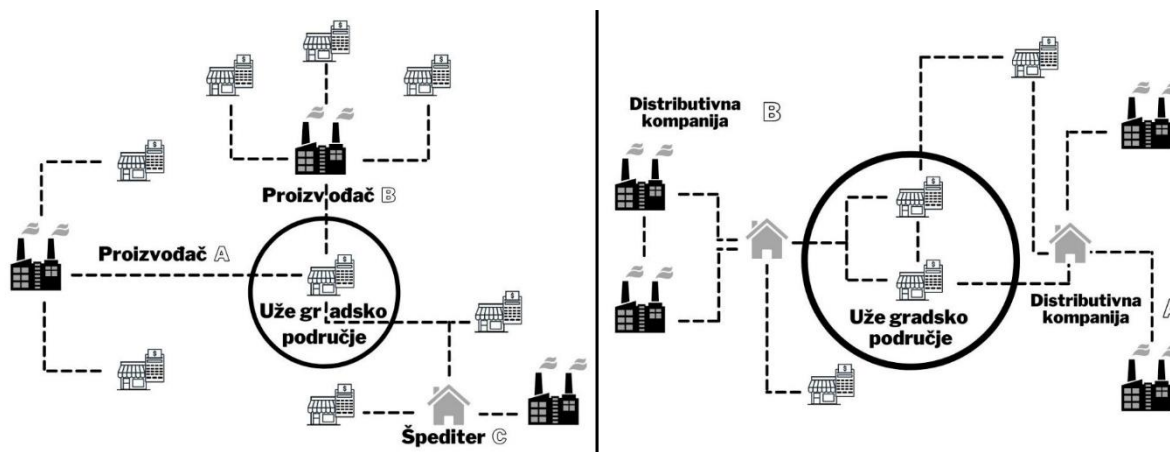 Proizvođač B
Proizvođač A
Uže gradsko
područje
Špediter C
Distributivna
kompanija
B
Uže gradsko
područje
Distributivna
kompanija
A